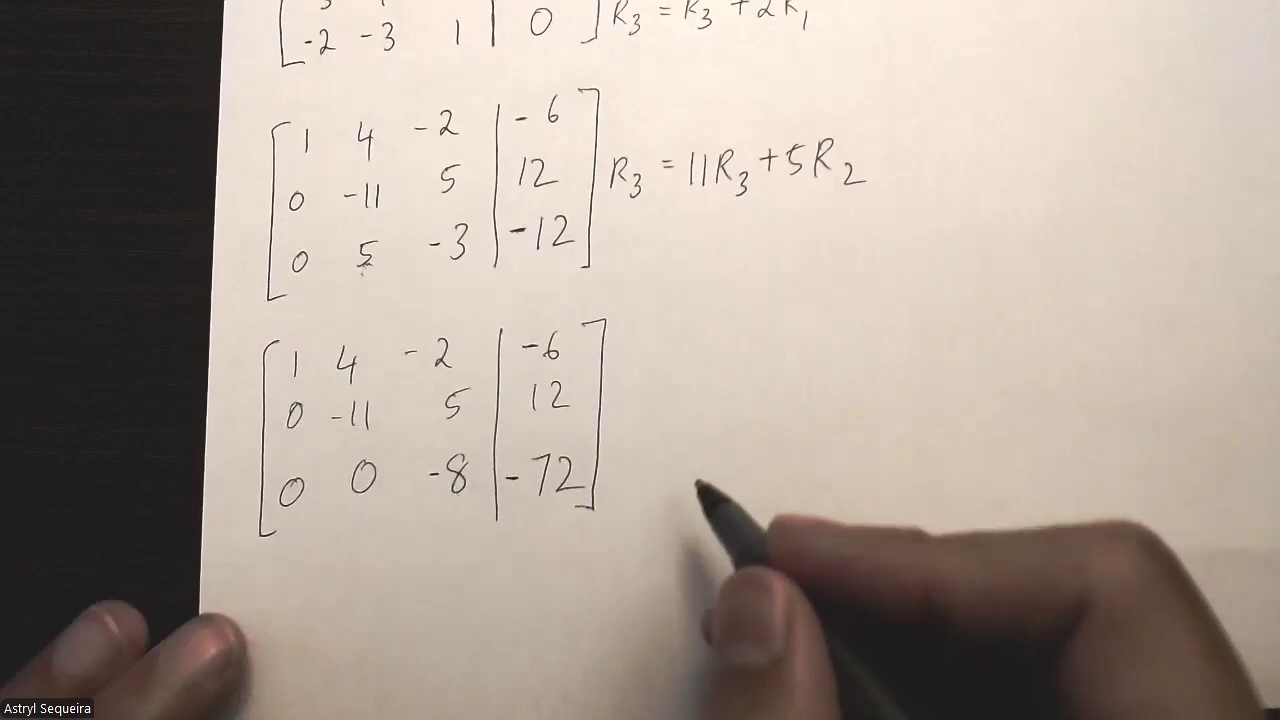 -2 -3 1 | 0 R3 = R3 + 2R1
1 4 -2 | -6
0 -11 5 | 12 R3 = 11R3 + 5R2
0 5 -3 | -12
1 4 -2 | -6
0 -11 5 | 12
0 0 -8 | -72
Astryl Sequeira